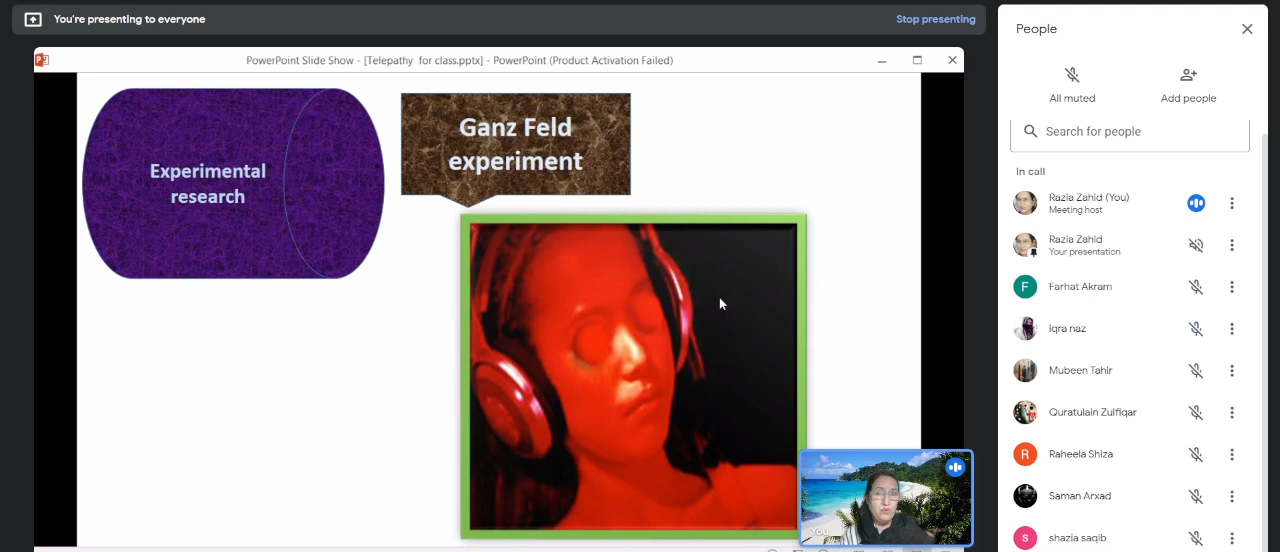 You're presenting to everyone
Stop presenting
PowerPoint Slide Show - [Telepathy for class.pptx] - PowerPoint (Product Activation Failed)
Experimental
research
Ganz Feld
experiment
You
People
All muted
Add people
Search for people
In call
Razia Zahid (You)
Meeting host
Razia Zahid
Your presentation
F
Farhat Akram
iqra naz
Mubeen Tahir
Quratulain Zulfiqar
R
Raheela Shiza
Saman Arxad
s
shazia saqib